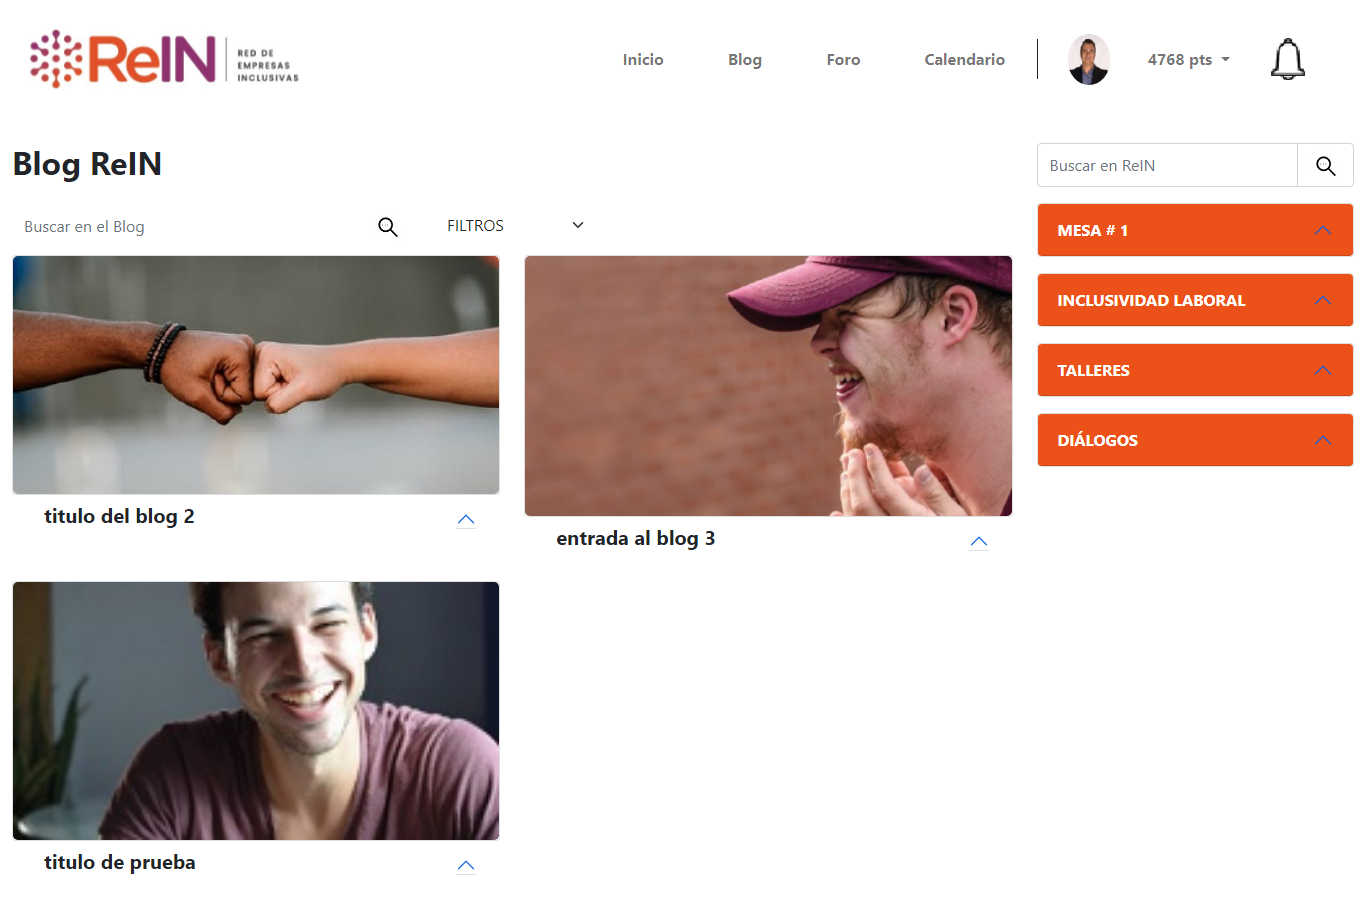 ReIN
RED DE
EMPRESAS
INCLUSIVAS
Inicio
Blog
Foro
Calendario
4768 pts
Blog ReIN
Buscar en el Blog
FILTROS
titulo del blog 2
entrada al blog 3
titulo de prueba
Buscar en ReIN
MESA # 1
INCLUSIVIDAD LABORAL
TALLERES
DIÁLOGOS